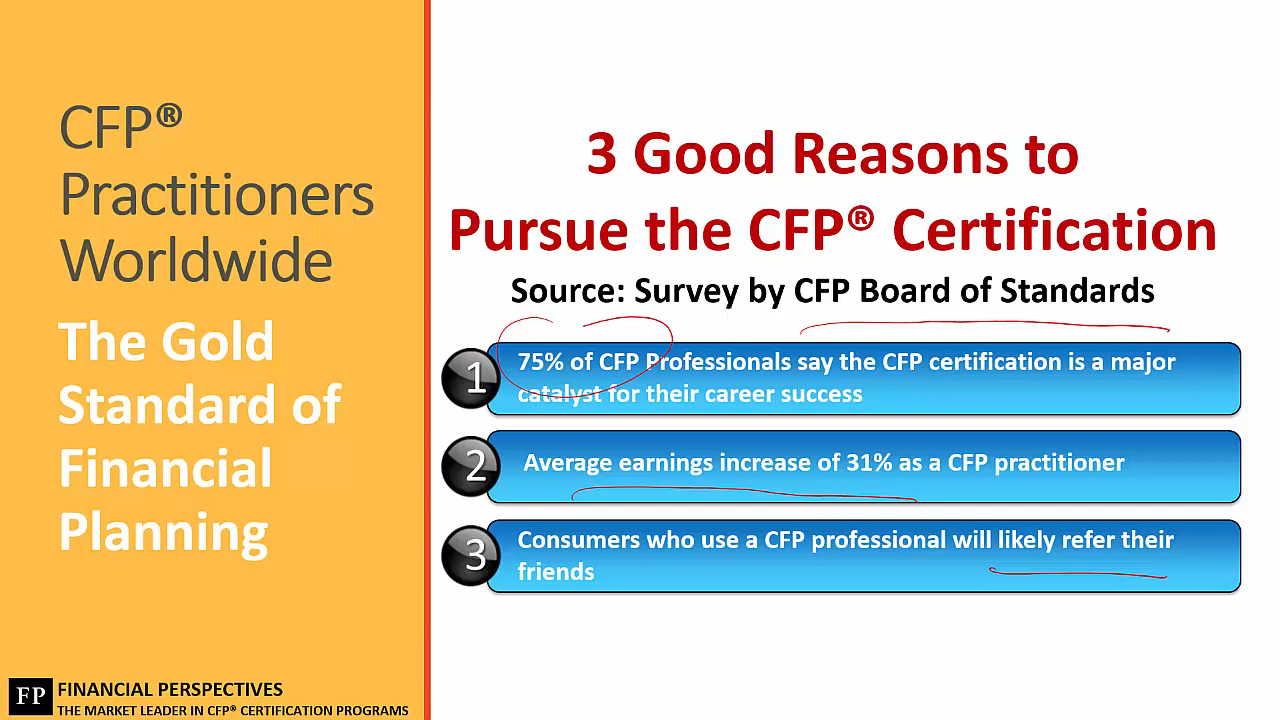 CFP®
Practitioners
Worldwide
The Gold
Standard of
Financial
Planning
FP
FINANCIAL PERSPECTIVES
THE MARKET LEADER IN CFP® CERTIFICATION PROGRAMS
3 Good Reasons to
Pursue the CFP® Certification
Source: Survey by CFP Board of Standards
1
75% of CFP Professionals say the CFP certification is a major
catalyst for their career success
2
Average earnings increase of 31% as a CFP practitioner
3
Consumers who use a CFP professional will likely refer their
friends